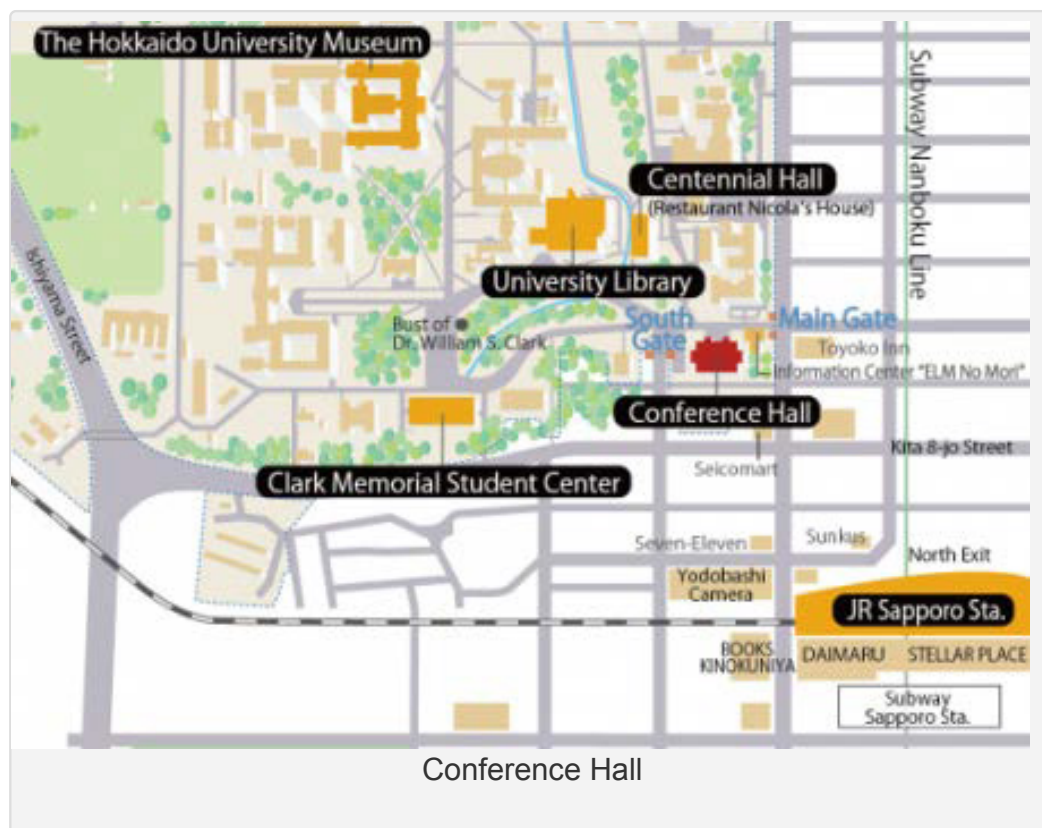 The Hokkaido University Museum
Subway Nanboku Line
Centennial Hall
(Restaurant Nicola's House)
University Library
Ishiyama Street
Bust of
Dr. William S. Clark
South
Gate
Main Gate
Toyoko Inn
Information Center "ELM No Mori"
Conference Hall
Kita 8-jo Street
Seicomart
Clark Memorial Student Center
Seven-Eleven
Sunkus
North Exit
Yodobashi
Camera
JR Sapporo Sta.
BOOKS
KINOKUNIYA
DAIMARU
STELLAR PLACE
Subway
Sapporo Sta.
Conference Hall